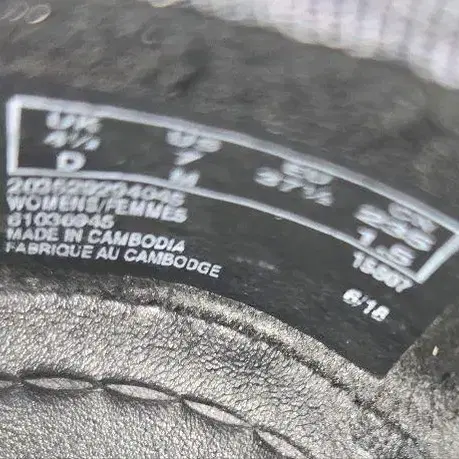 UK US EU CN
4½ 7 37½ 235
D M 1.5
WOMENS/FEMMES
61030946
MADE IN CAMBODIA
FABRIQUE AU CAMBODGE
6/18